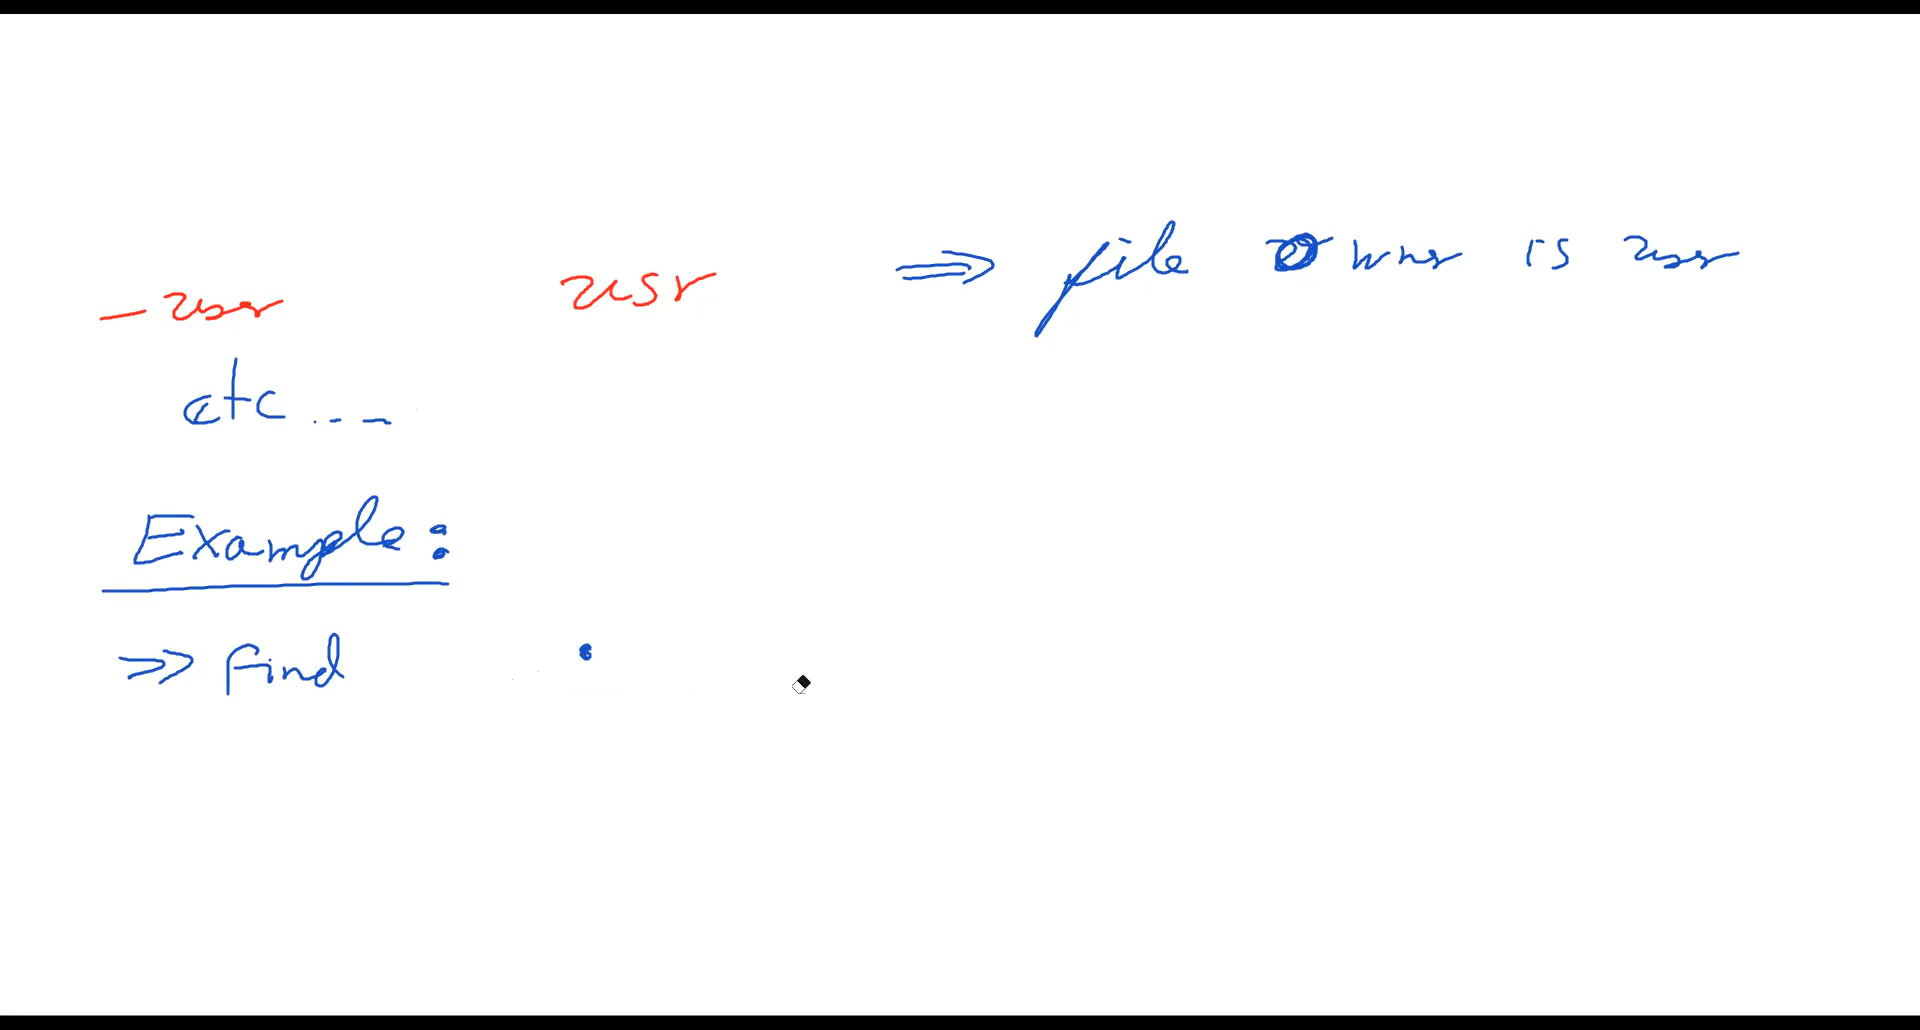 -user usr ⇒ file owner is user
etc ...
Example:
>> find .